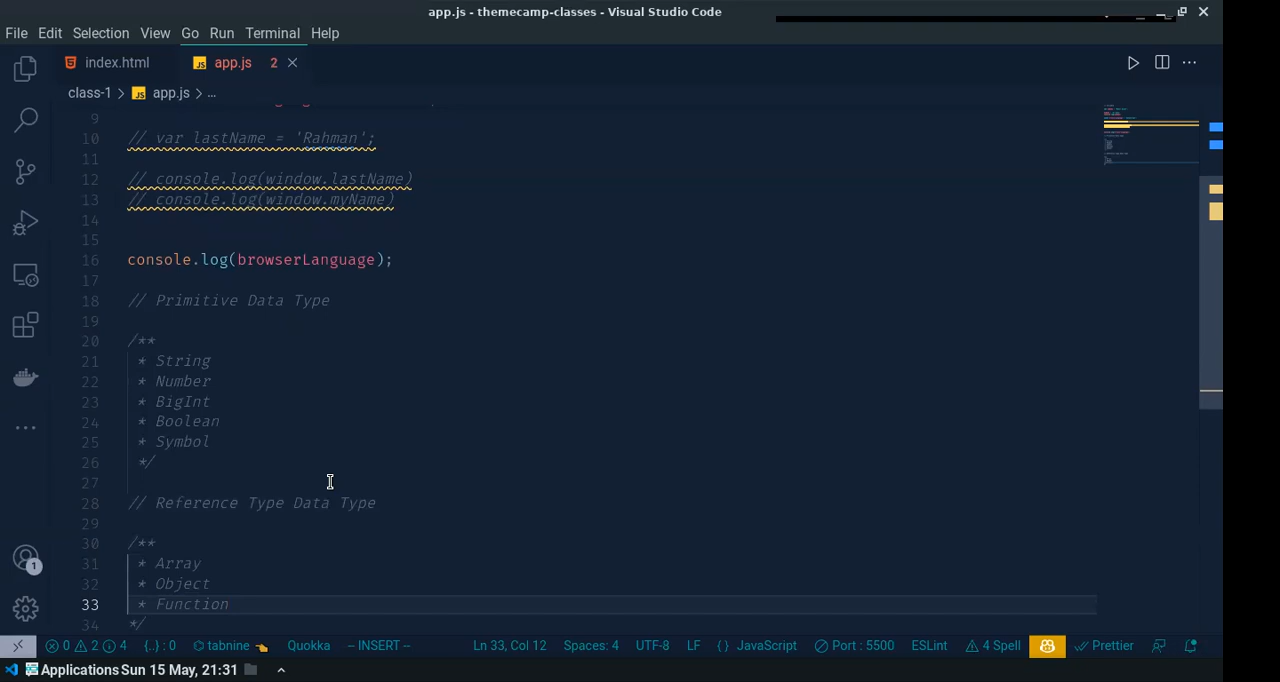 app.js - themecamp-classes - Visual Studio Code
File Edit Selection View Go Run Terminal Help
index.html JS app.js 2
class-1 > JS app.js > ...
9
10 // var lastName = 'Rahman';
11
12 // console.log(window.lastName)
13 // console.log(window.myName)
14
15
16 console.log(browserLanguage);
17
18 // Primitive Data Type
19
20 /**
21 * String
22 * Number
23 * BigInt
24 * Boolean
25 * Symbol
26 */
27
28 // Reference Type Data Type
29
30 /**
31 * Array
32 * Object
33 * Function
34 */
1
0 2 4 {..} : 0 tabnine Quokka -- INSERT -- Ln 33, Col 12 Spaces: 4 UTF-8 LF { } JavaScript Port : 5500 ESLint 4 Spell Prettier
Applications Sun 15 May, 21:31